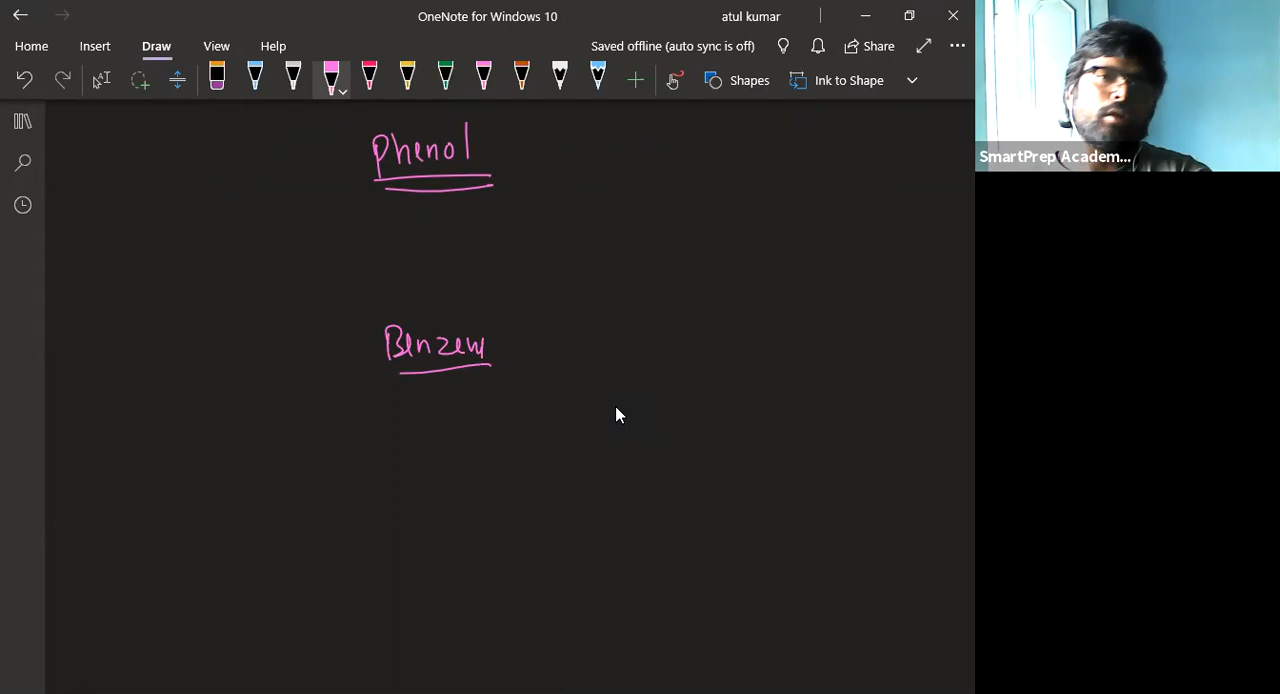 OneNote for Windows 10
atul kumar
Home Insert Draw View Help
Saved offline (auto sync is off)
Share
Shapes
Ink to Shape
SmartPrep Academ...
Phenol
Benzene